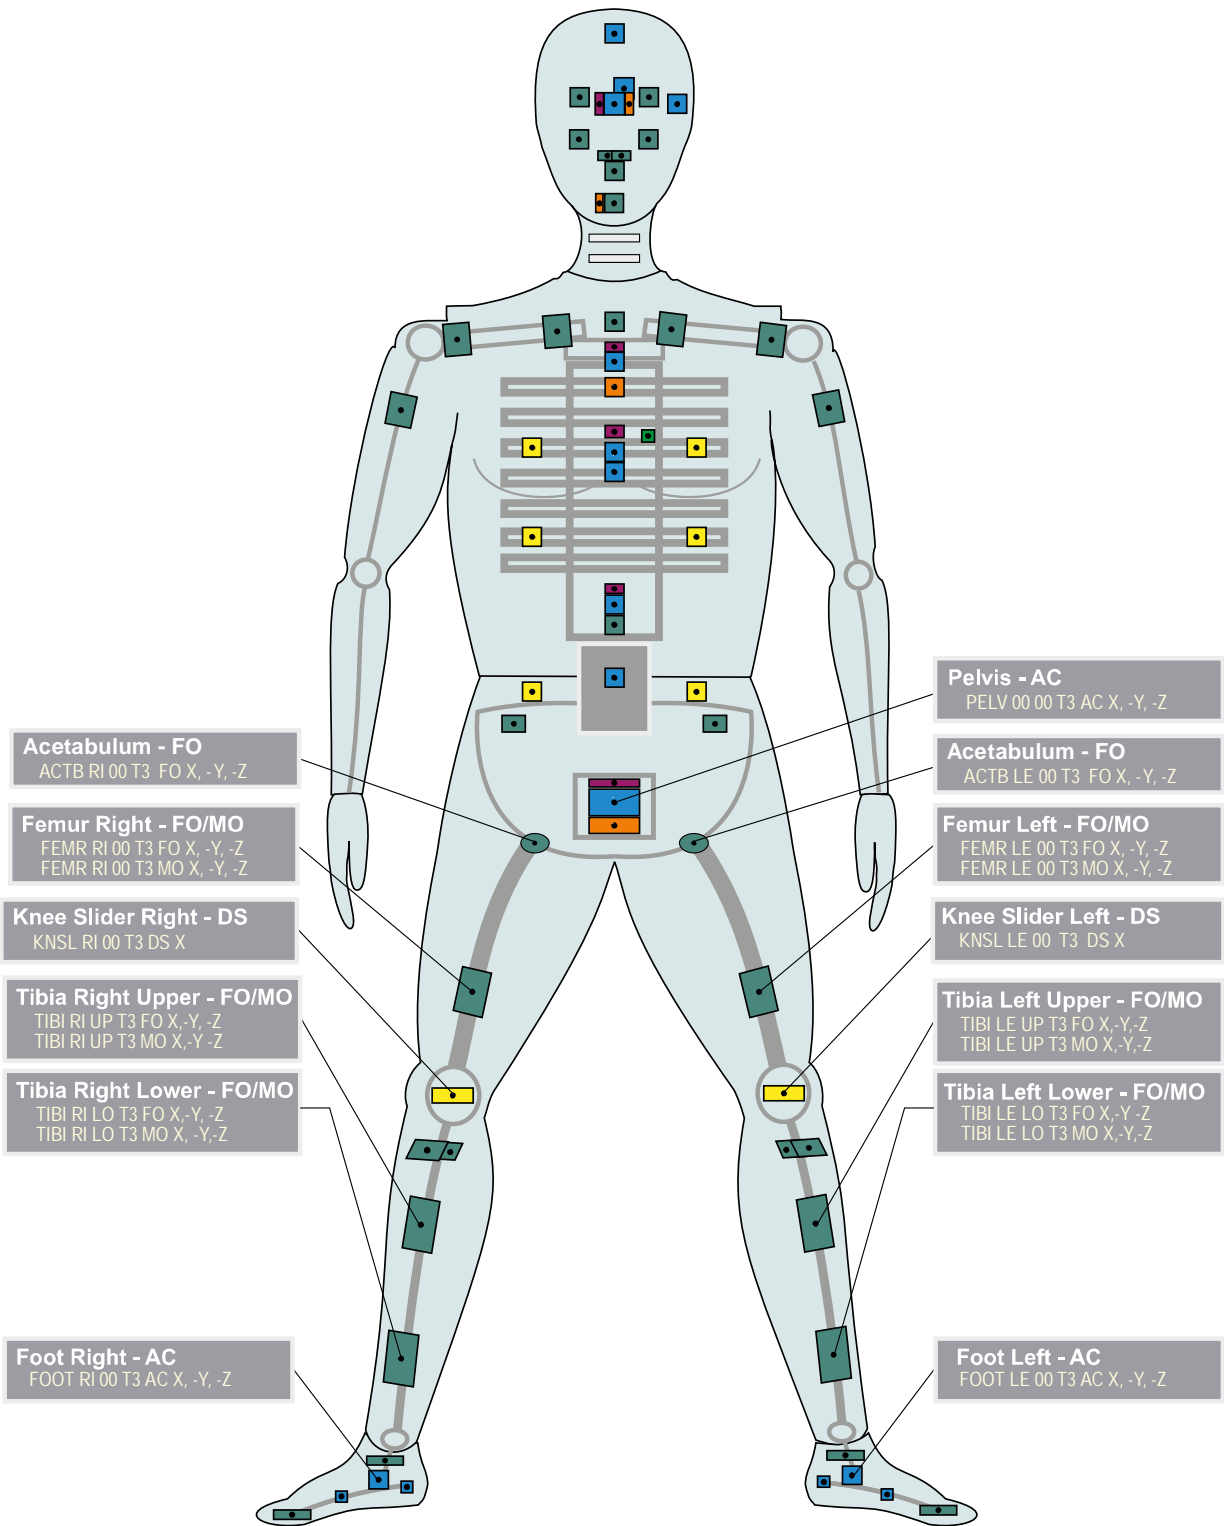 Acetabulum - FO
ACTB RI 00 T3 FO X, -Y, -Z
Femur Right - FO/MO
FEMR RI 00 T3 FO X, -Y, -Z
FEMR RI 00 T3 MO X, -Y, -Z
Knee Slider Right - DS
KNSL RI 00 T3 DS X
Tibia Right Upper - FO/MO
TIBI RI UP T3 FO X,-Y, -Z
TIBI RI UP T3 MO X,-Y -Z
Tibia Right Lower - FO/MO
TIBI RI LO T3 FO X,-Y, -Z
TIBI RI LO T3 MO X, -Y,-Z
Foot Right - AC
FOOT RI 00 T3 AC X, -Y, -Z
Pelvis - AC
PELV 00 00 T3 AC X, -Y, -Z
Acetabulum - FO
ACTB LE 00 T3 FO X, -Y, -Z
Femur Left - FO/MO
FEMR LE 00 T3 FO X, -Y, -Z
FEMR LE 00 T3 MO X, -Y, -Z
Knee Slider Left - DS
KNSL LE 00 T3 DS X
Tibia Left Upper - FO/MO
TIBI LE UP T3 FO X,-Y,-Z
TIBI LE UP T3 MO X,-Y,-Z
Tibia Left Lower - FO/MO
TIBI LE LO T3 FO X,-Y -Z
TIBI LE LO T3 MO X,-Y,-Z
Foot Left - AC
FOOT LE 00 T3 AC X, -Y, -Z